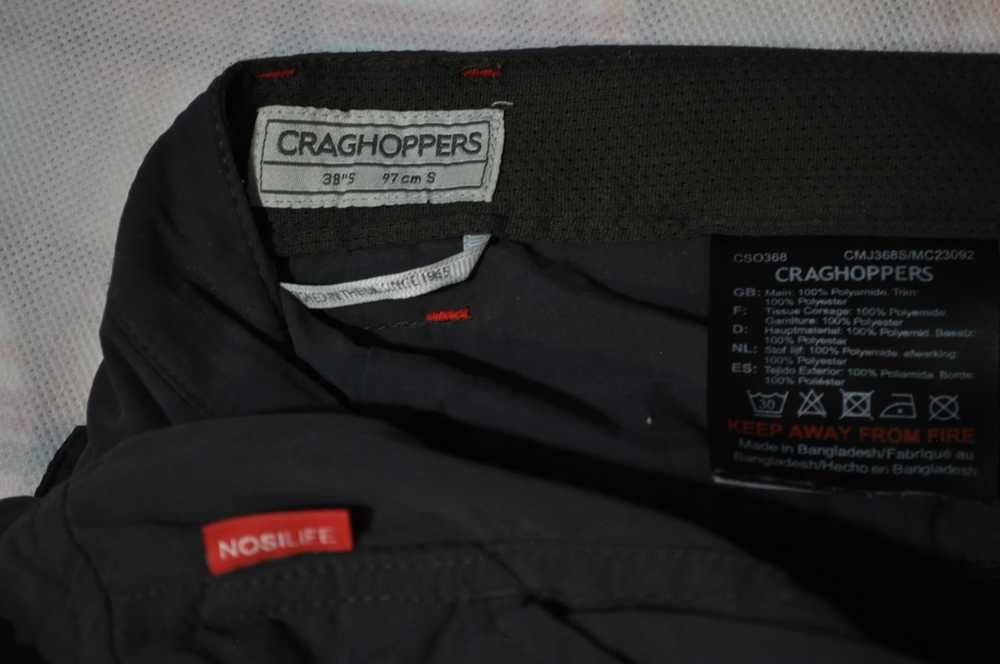 CRAGHOPPERS
38"S 97cm S
SINCE 1965
CSO368 CMJ368S/MC23092
CRAGHOPPERS
GB: Main: 100% Polyamide. Trim:
100% Polyester
F: Tissue Corsage: 100% Polyamide.
Garniture: 100% Polyester
D: Hauptmaterial: 100% Polyamid. Besatz:
100% Polyester
NL: Stof lijf: 100% Polyamide. afwerking:
100% Polyester
ES: Tejido Exterior: 100% Poliamida. Borde:
100% Poliéster
30
KEEP AWAY FROM FIRE
Made in Bangladesh/Fabriqué au
Bangladesh/Hecho en Bangladesh
NOSILIFE